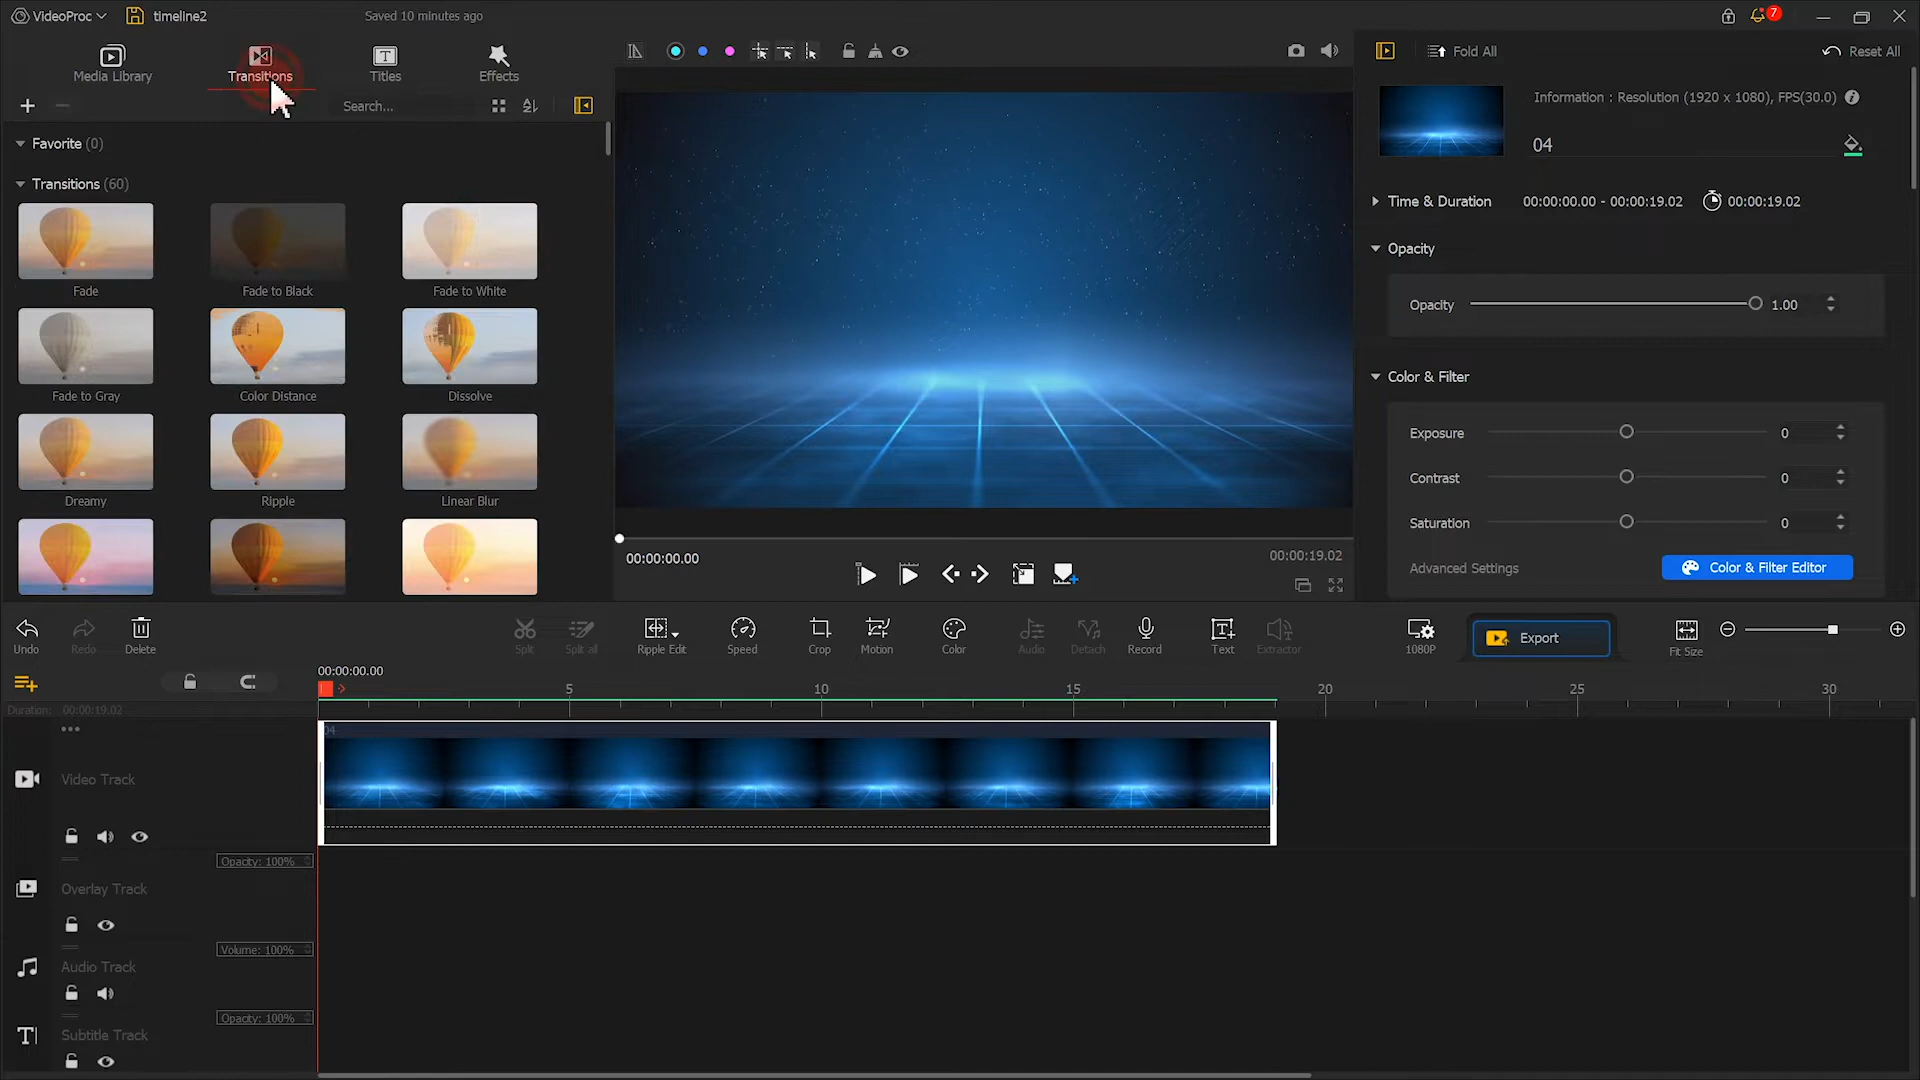 VideoProc
timeline2
Saved 10 minutes ago
7
Media Library
Transitions
Titles
Effects
Search...
Fold All
Reset All
Favorite (0)
Transitions (60)
Fade
Fade to Black
Fade to White
Fade to Gray
Color Distance
Dissolve
Dreamy
Ripple
Linear Blur
00:00:00.00
00:00:19.02
Information : Resolution (1920 x 1080), FPS(30.0)
04
Time & Duration
00:00:00.00 - 00:00:19.02
00:00:19.02
Opacity
Opacity
1.00
Color & Filter
Exposure
0
Contrast
0
Saturation
0
Advanced Settings
Color & Filter Editor
Undo
Redo
Delete
Split
Split all
Ripple Edit
Speed
Crop
Motion
Color
Audio
Detach
Record
Text
Extractor
1080P
Export
Fit Size
00:00:00.00
5
10
15
20
25
30
Duration: 00:00:19.02
04
Video Track
Opacity: 100%
Overlay Track
Volume: 100%
Audio Track
Opacity: 100%
Subtitle Track